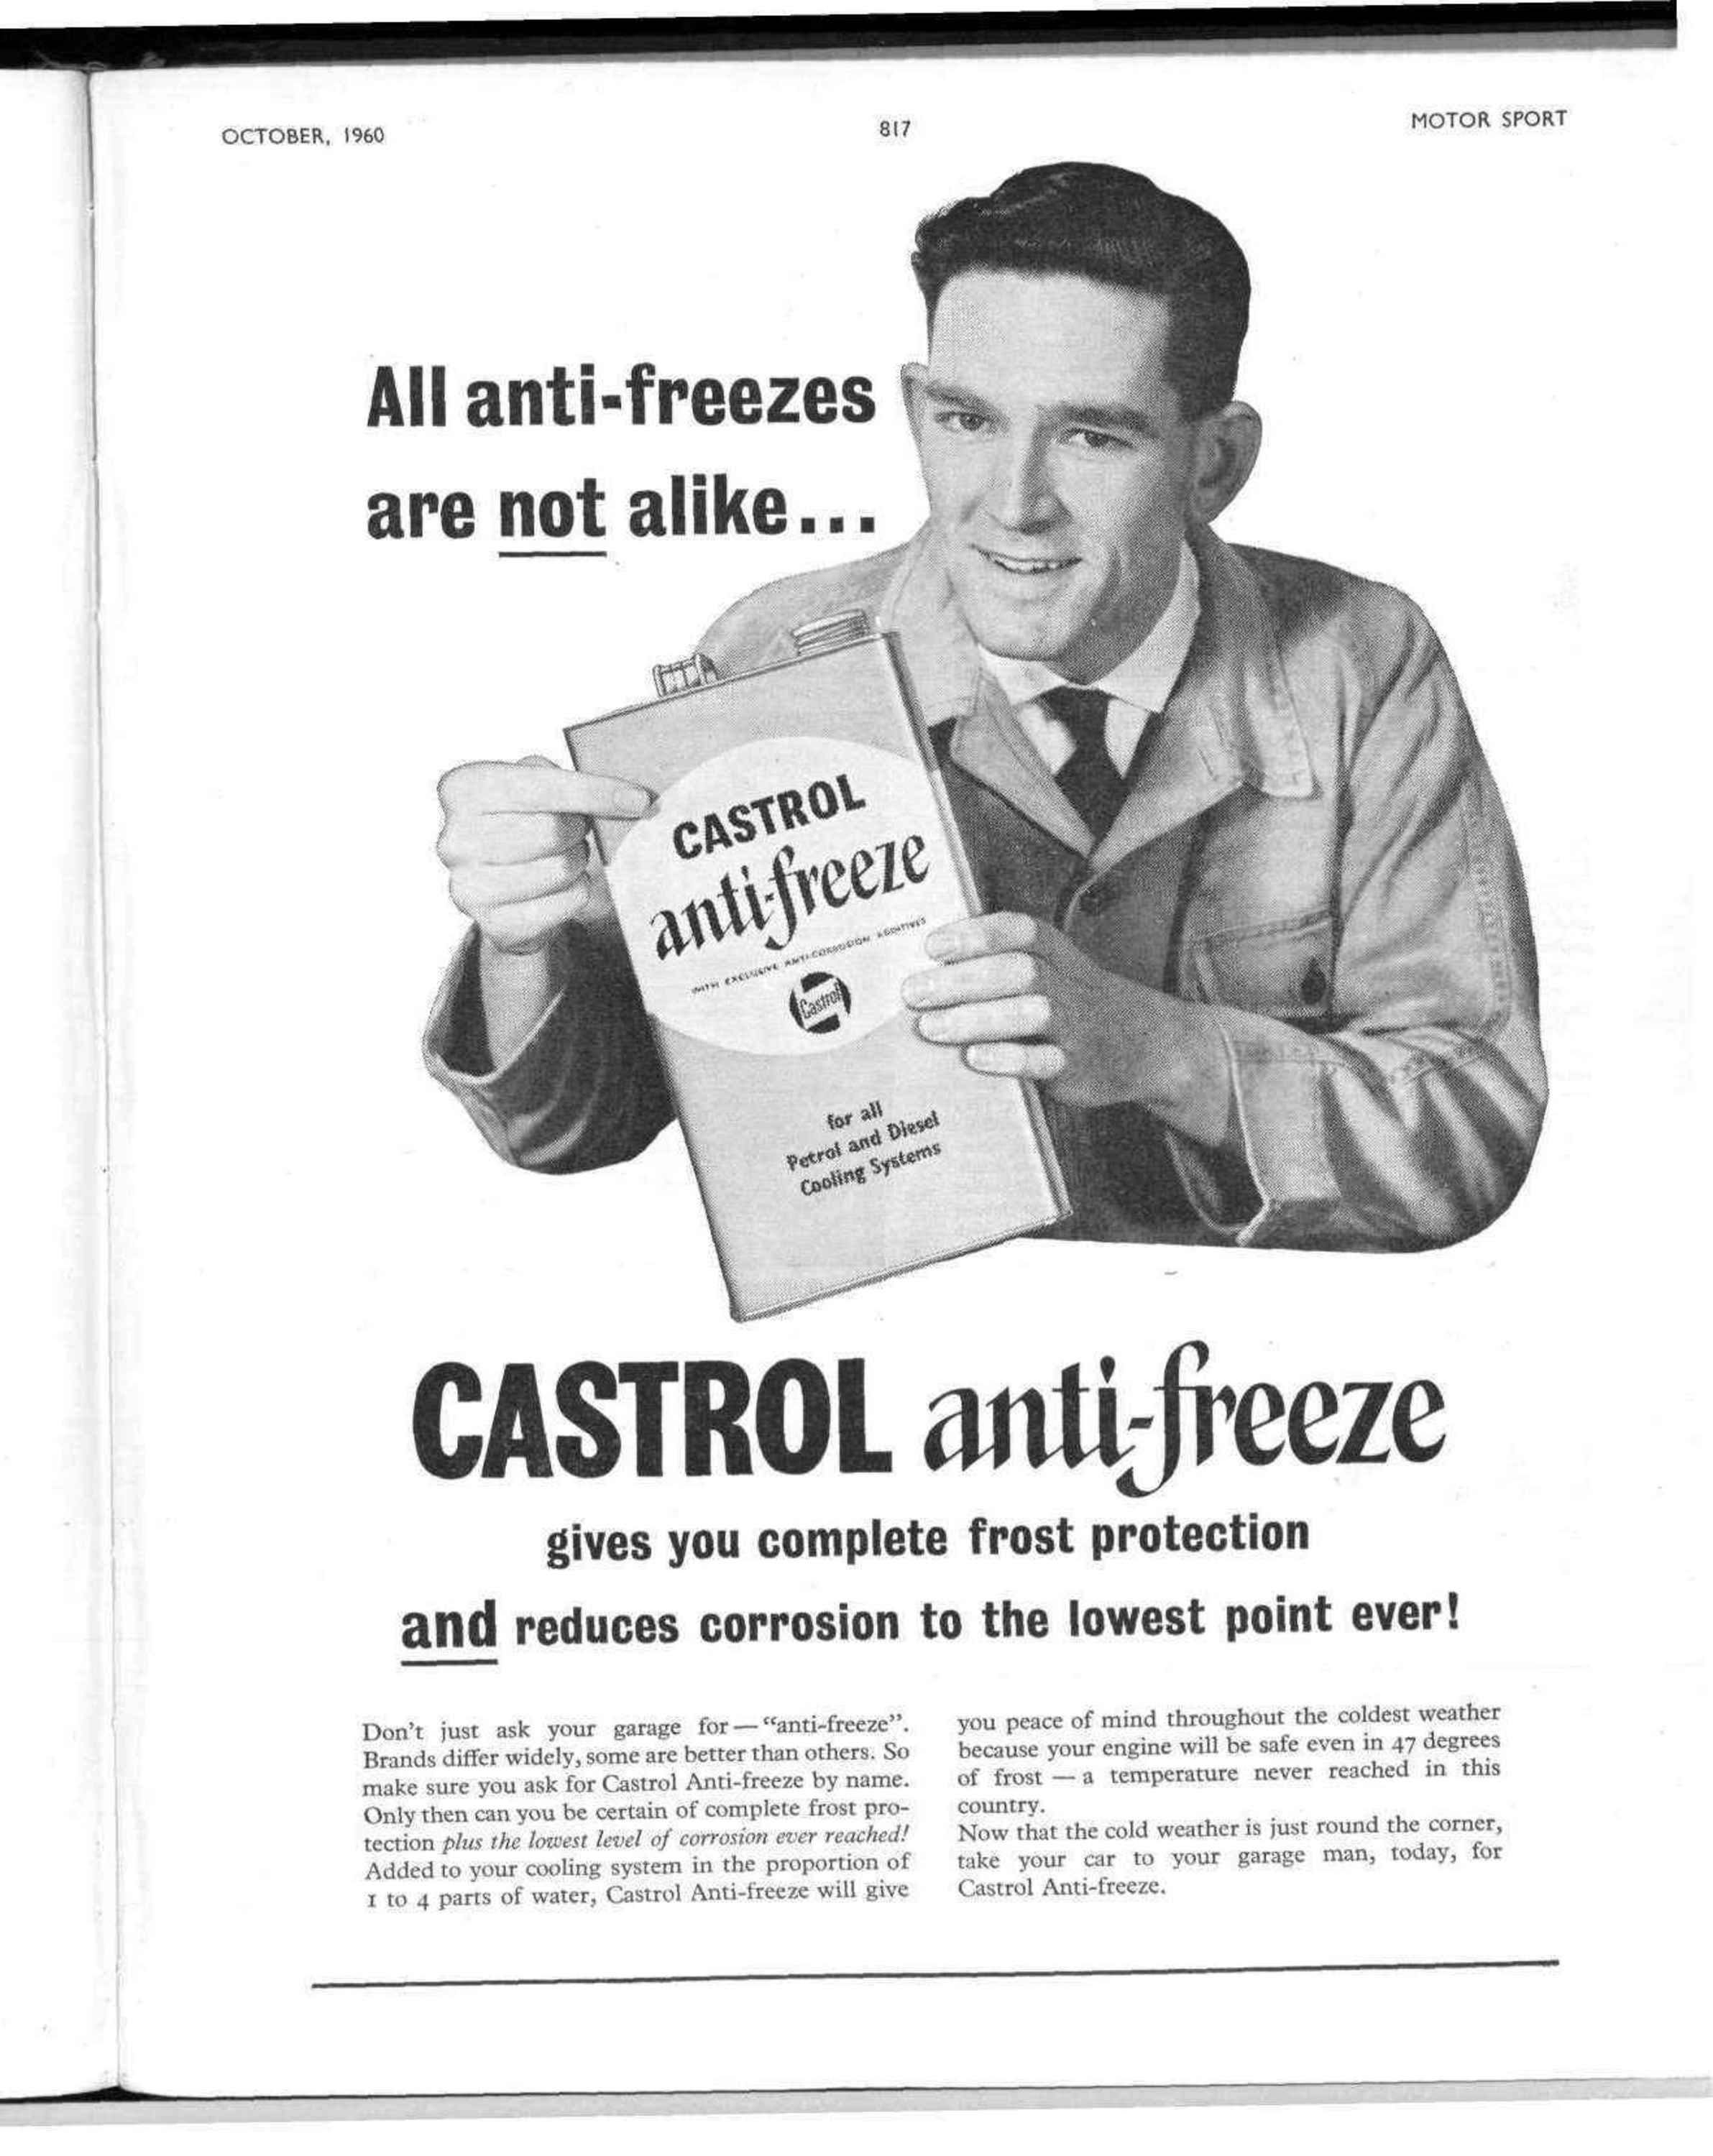 OCTOBER, 1960
817
MOTOR SPORT
All anti-freezes
are not alike...
CASTROL
anti-freeze
WITH EXCLUSIVE ANTI-CORROSION ADDITIVES
Castrol
for all
Petrol and Diesel
Cooling Systems
CASTROL anti-freeze
gives you complete frost protection
and reduces corrosion to the lowest point ever!
Don't just ask your garage for — “anti-freeze”.
Brands differ widely, some are better than others. So
make sure you ask for Castrol Anti-freeze by name.
Only then can you be certain of complete frost pro-
tection plus the lowest level of corrosion ever reached!
Added to your cooling system in the proportion of
1 to 4 parts of water, Castrol Anti-freeze will give
you peace of mind throughout the coldest weather
because your engine will be safe even in 47 degrees
of frost — a temperature never reached in this
country.
Now that the cold weather is just round the corner,
take your car to your garage man, today, for
Castrol Anti-freeze.